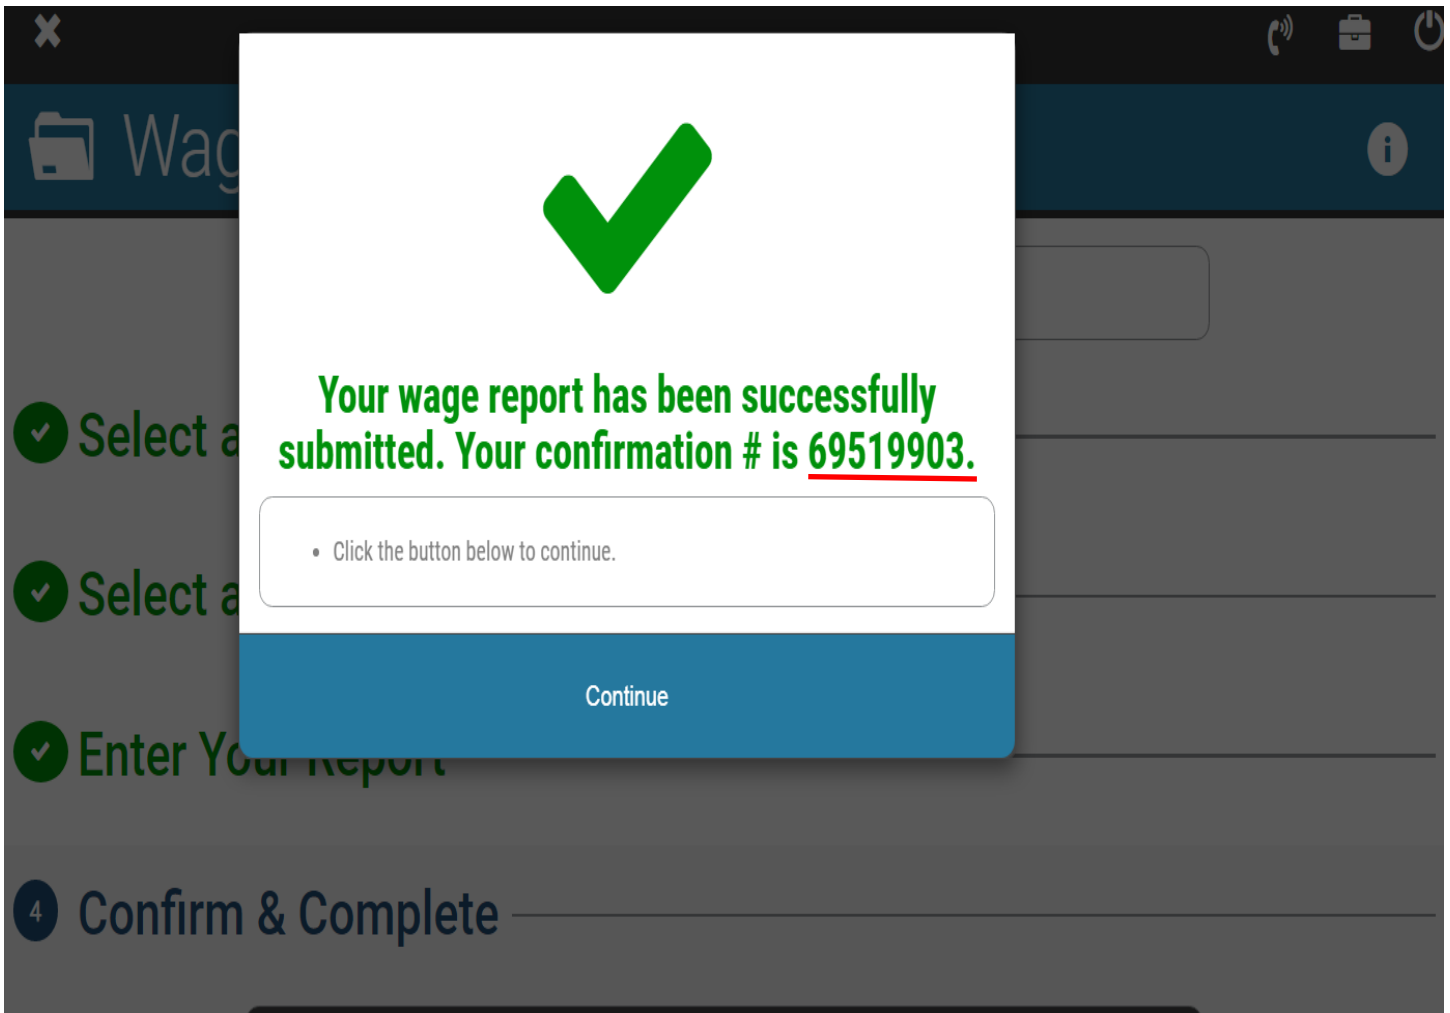 Wag
Your wage report has been successfully
submitted. Your confirmation # is 69519903.
Select a
Click the button below to continue.
Select a
Continue
Enter Your Report
4 Confirm & Complete